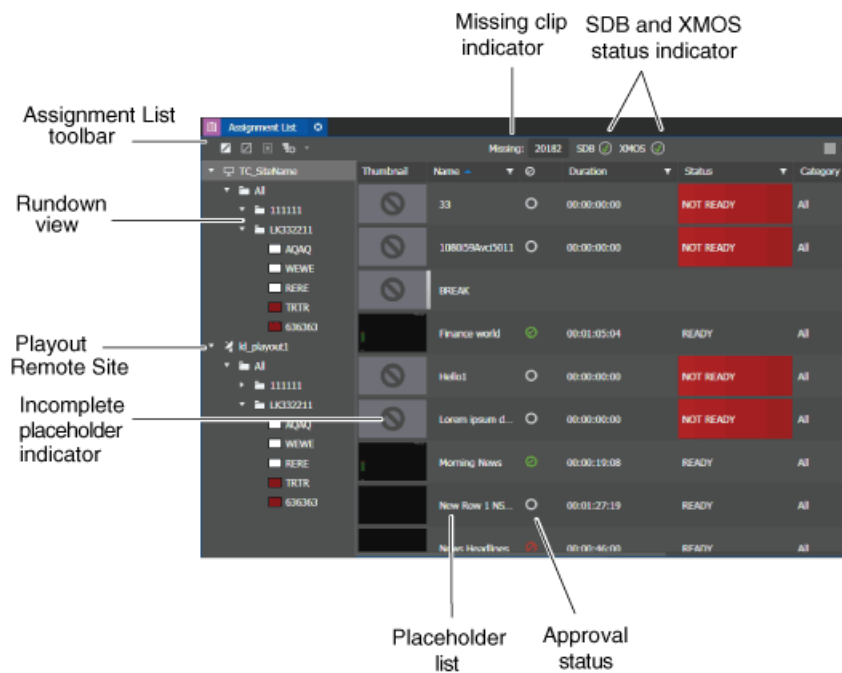 Missing clip
indicator
SDB and XMOS
status indicator
Assignment List
toolbar
Rundown
view
Playout
Remote Site
Incomplete
placeholder
indicator
Assignment List
Missing: 20182 SDB XMOS
TC_SiteName
All
111111
LK332211
AQAQ
WEWE
RERE
TRTR
636363
kl_playout1
All
111111
LK332211
AQAQ
WEWE
RERE
TRTR
636363
Thumbnail Name Duration Status Category
33 00:00:00:00 NOT READY All
1080i59Avci5011 00:00:00:00 NOT READY All
BREAK
Finance world 00:01:05:04 READY All
Hello1 00:00:00:00 NOT READY All
Lorem ipsum d... 00:00:00:00 NOT READY All
Morning News 00:00:19:08 READY All
New Row 1 NS... 00:01:27:19 READY All
News Headlines 00:00:46:00 READY All
Placeholder
list
Approval
status